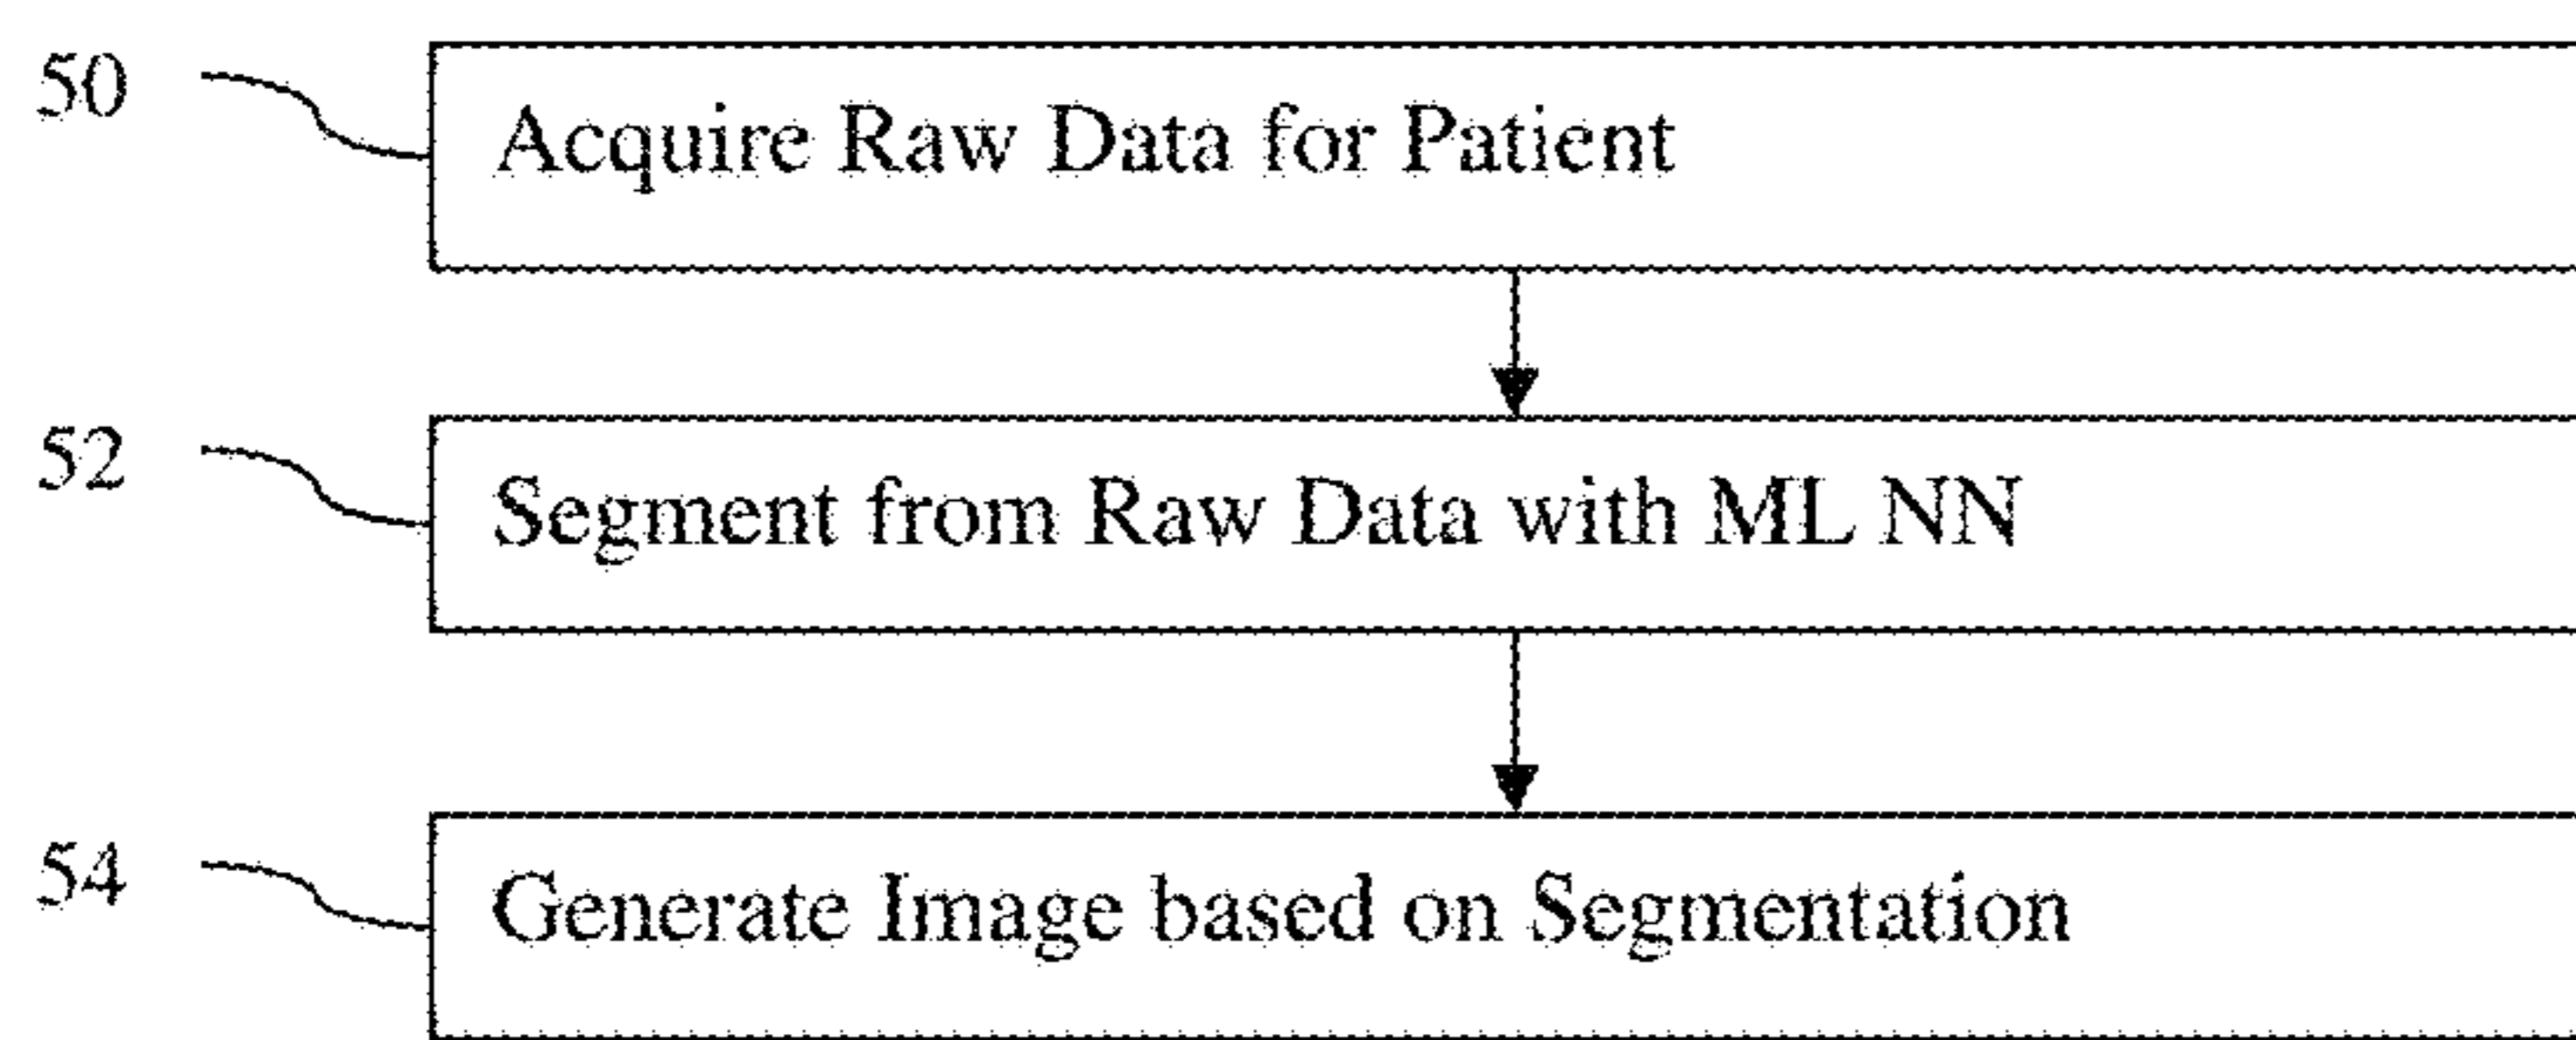 50 Acquire Raw Data for Patient
52 Segment from Raw Data with ML NN
54 Generate Image based on Segmentation